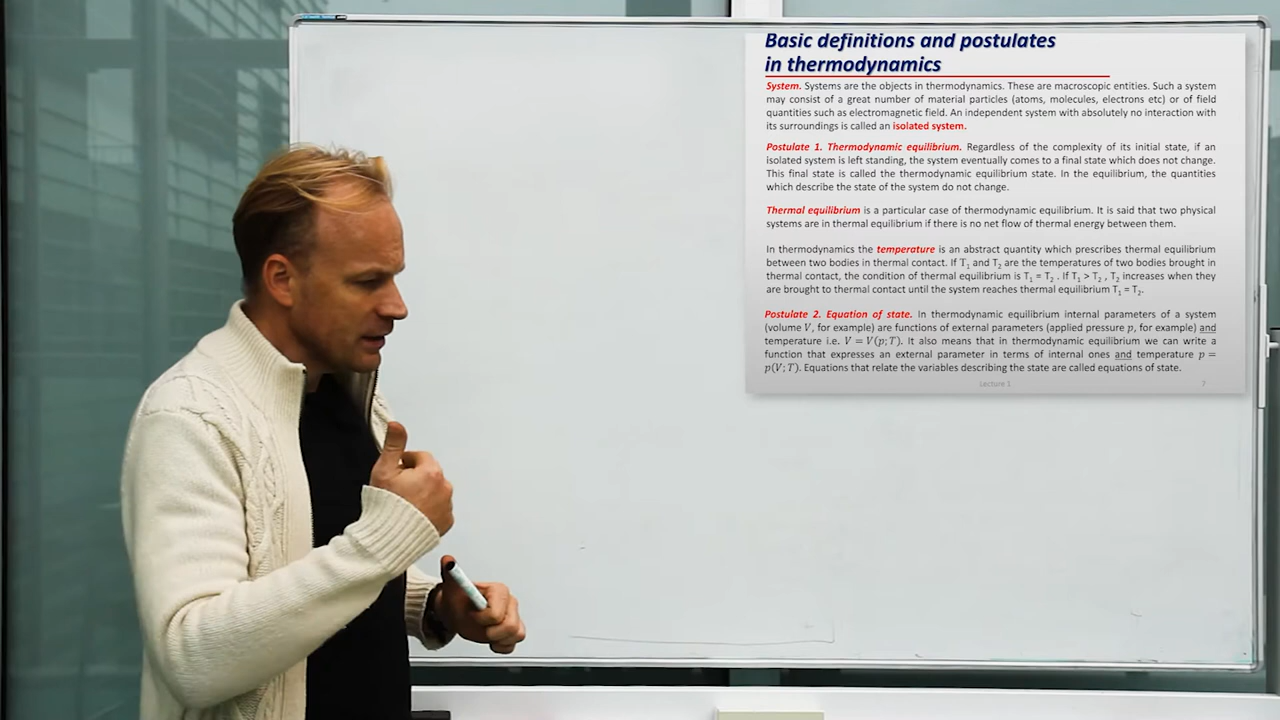 Basic definitions and postulates
in thermodynamics
System. Systems are the objects in thermodynamics. These are macroscopic entities. Such a system
may consist of a great number of material particles (atoms, molecules, electrons etc) or of field
quantities such as electromagnetic field. An independent system with absolutely no interaction with
its surroundings is called an isolated system.
Postulate 1. Thermodynamic equilibrium. Regardless of the complexity of its initial state, if an
isolated system is left standing, the system eventually comes to a final state which does not change.
This final state is called the thermodynamic equilibrium state. In the equilibrium, the quantities
which describe the state of the system do not change.
Thermal equilibrium is a particular case of thermodynamic equilibrium. It is said that two physical
systems are in thermal equilibrium if there is no net flow of thermal energy between them.
In thermodynamics the temperature is an abstract quantity which prescribes thermal equilibrium
between two bodies in thermal contact. If T₁ and T₂ are the temperatures of two bodies brought in
thermal contact, the condition of thermal equilibrium is T₁ = T₂ . If T₁ > T₂ , T₂ increases when they
are brought to thermal contact until the system reaches thermal equilibrium T₁ = T₂.
Postulate 2. Equation of state. In thermodynamic equilibrium internal parameters of a system
(volume V, for example) are functions of external parameters (applied pressure p, for example) and
temperature i.e. V = V(p; T). It also means that in thermodynamic equilibrium we can write a
function that expresses an external parameter in terms of internal ones and temperature p =
p(V; T). Equations that relate the variables describing the state are called equations of state.
Lecture 1 7